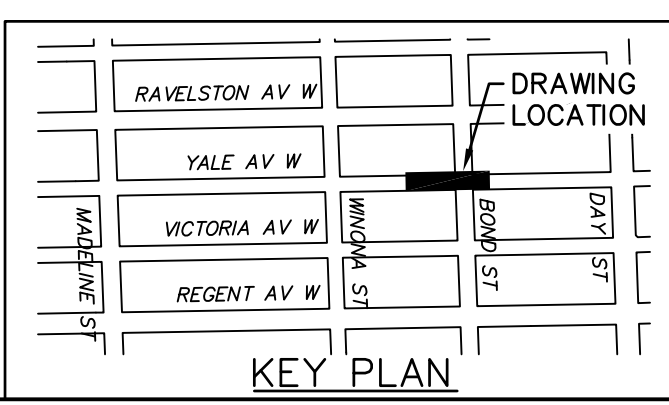 RAVELSTON AV W
DRAWING
LOCATION
YALE AV W
VICTORIA AV W
REGENT AV W
MADELINE ST
WINONA ST
BOND ST
DAY ST
KEY PLAN